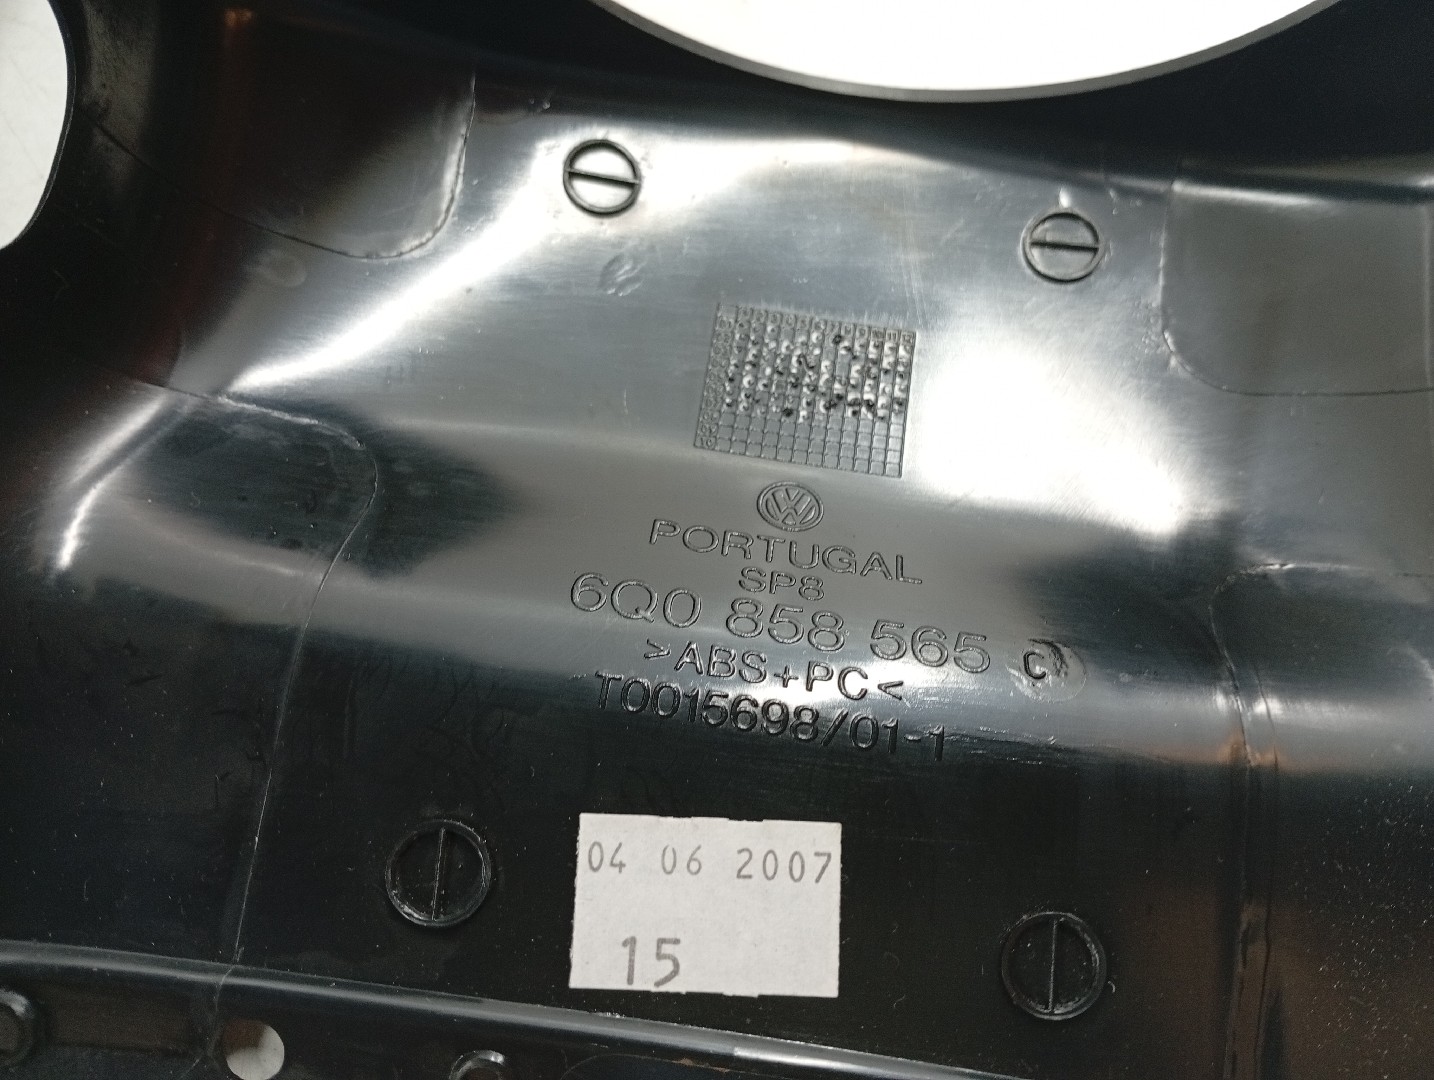 PORTUGAL
SP8
6Q0 858 565 C
>ABS+PC<
T0015698/01-1
04 06 2007
15